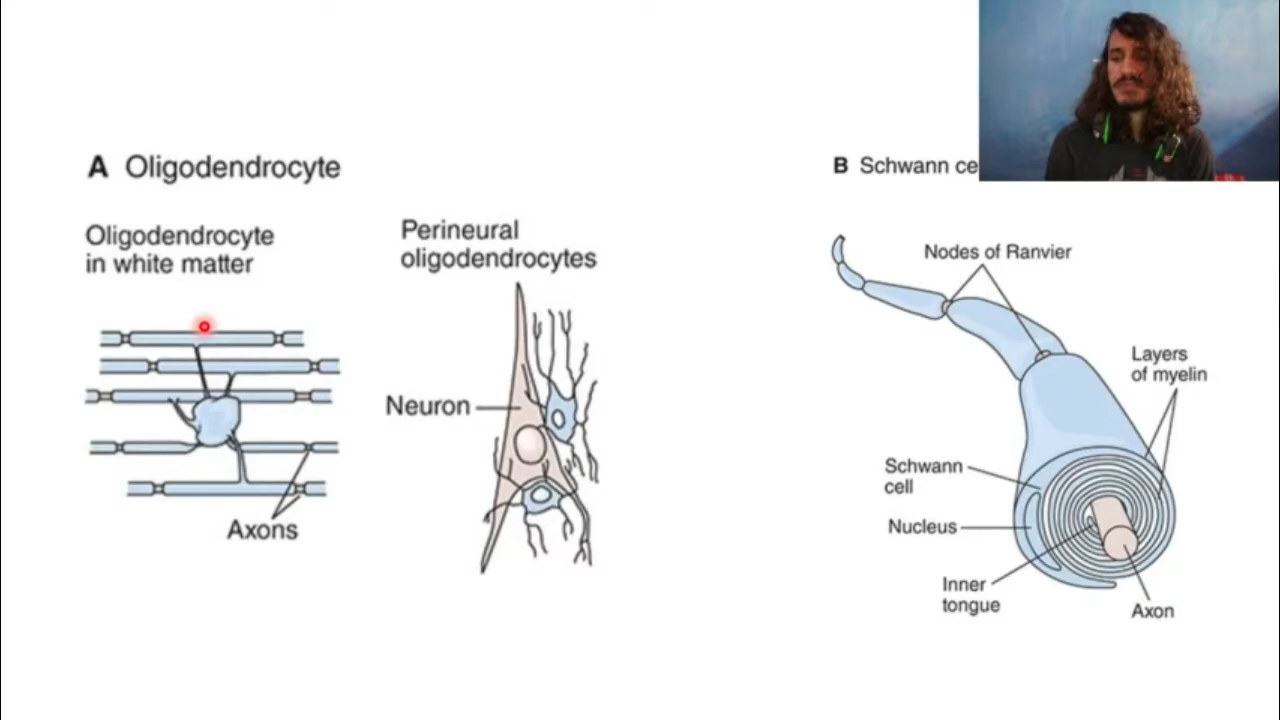 A Oligodendrocyte
Oligodendrocyte
in white matter
Axons
Perineural
oligodendrocytes
Neuron
B Schwann ce
Nodes of Ranvier
Layers
of myelin
Schwann
cell
Nucleus
Inner
tongue
Axon